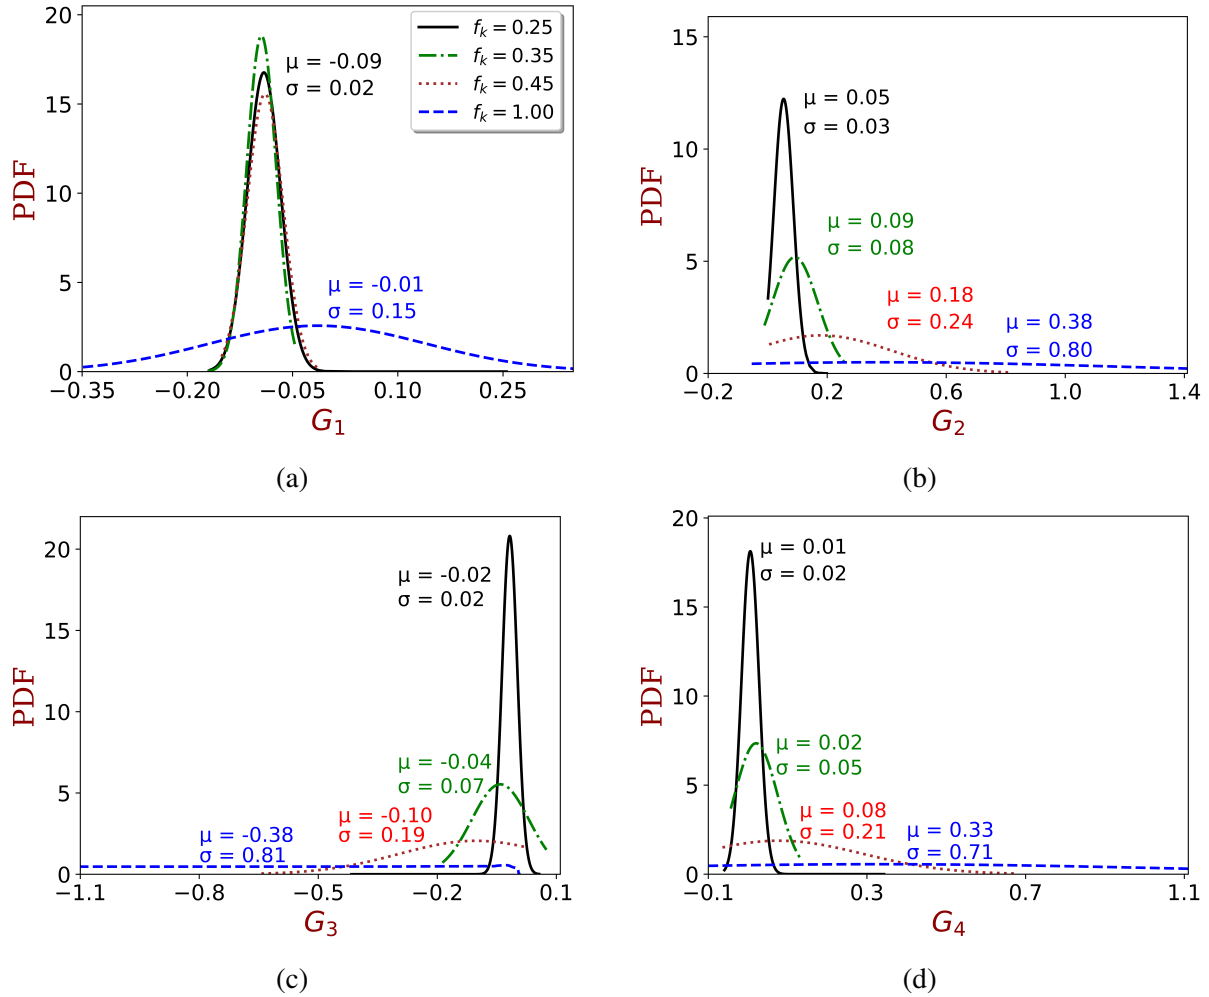 20
15
10
5
0
PDF
μ = -0.09
σ = 0.02
f_k = 0.25
f_k = 0.35
f_k = 0.45
f_k = 1.00
μ = -0.01
σ = 0.15
−0.35
−0.20
−0.05
0.10
0.25
G_1
(a)
15
10
5
0
PDF
μ = 0.05
σ = 0.03
μ = 0.09
σ = 0.08
μ = 0.18
σ = 0.24
μ = 0.38
σ = 0.80
−0.2
0.2
0.6
1.0
1.4
G_2
(b)
20
15
10
5
0
PDF
μ = -0.02
σ = 0.02
μ = -0.04
σ = 0.07
μ = -0.10
σ = 0.19
μ = -0.38
σ = 0.81
−1.1
−0.8
−0.5
−0.2
0.1
G_3
(c)
20
15
10
5
0
PDF
μ = 0.01
σ = 0.02
μ = 0.02
σ = 0.05
μ = 0.08
σ = 0.21
μ = 0.33
σ = 0.71
−0.1
0.3
0.7
1.1
G_4
(d)